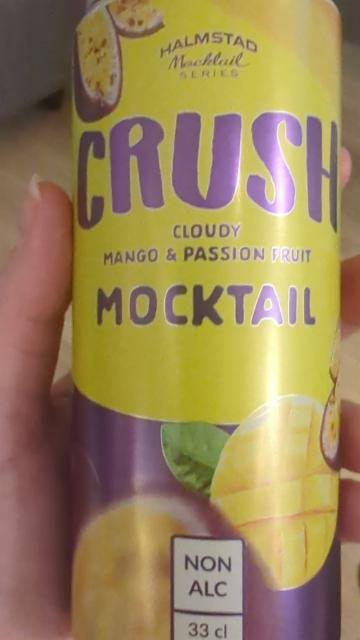 HALMSTAD
Mocktail
SERIES
CRUSH
CLOUDY
MANGO & PASSION FRUIT
MOCKTAIL
NON
ALC
33 cl